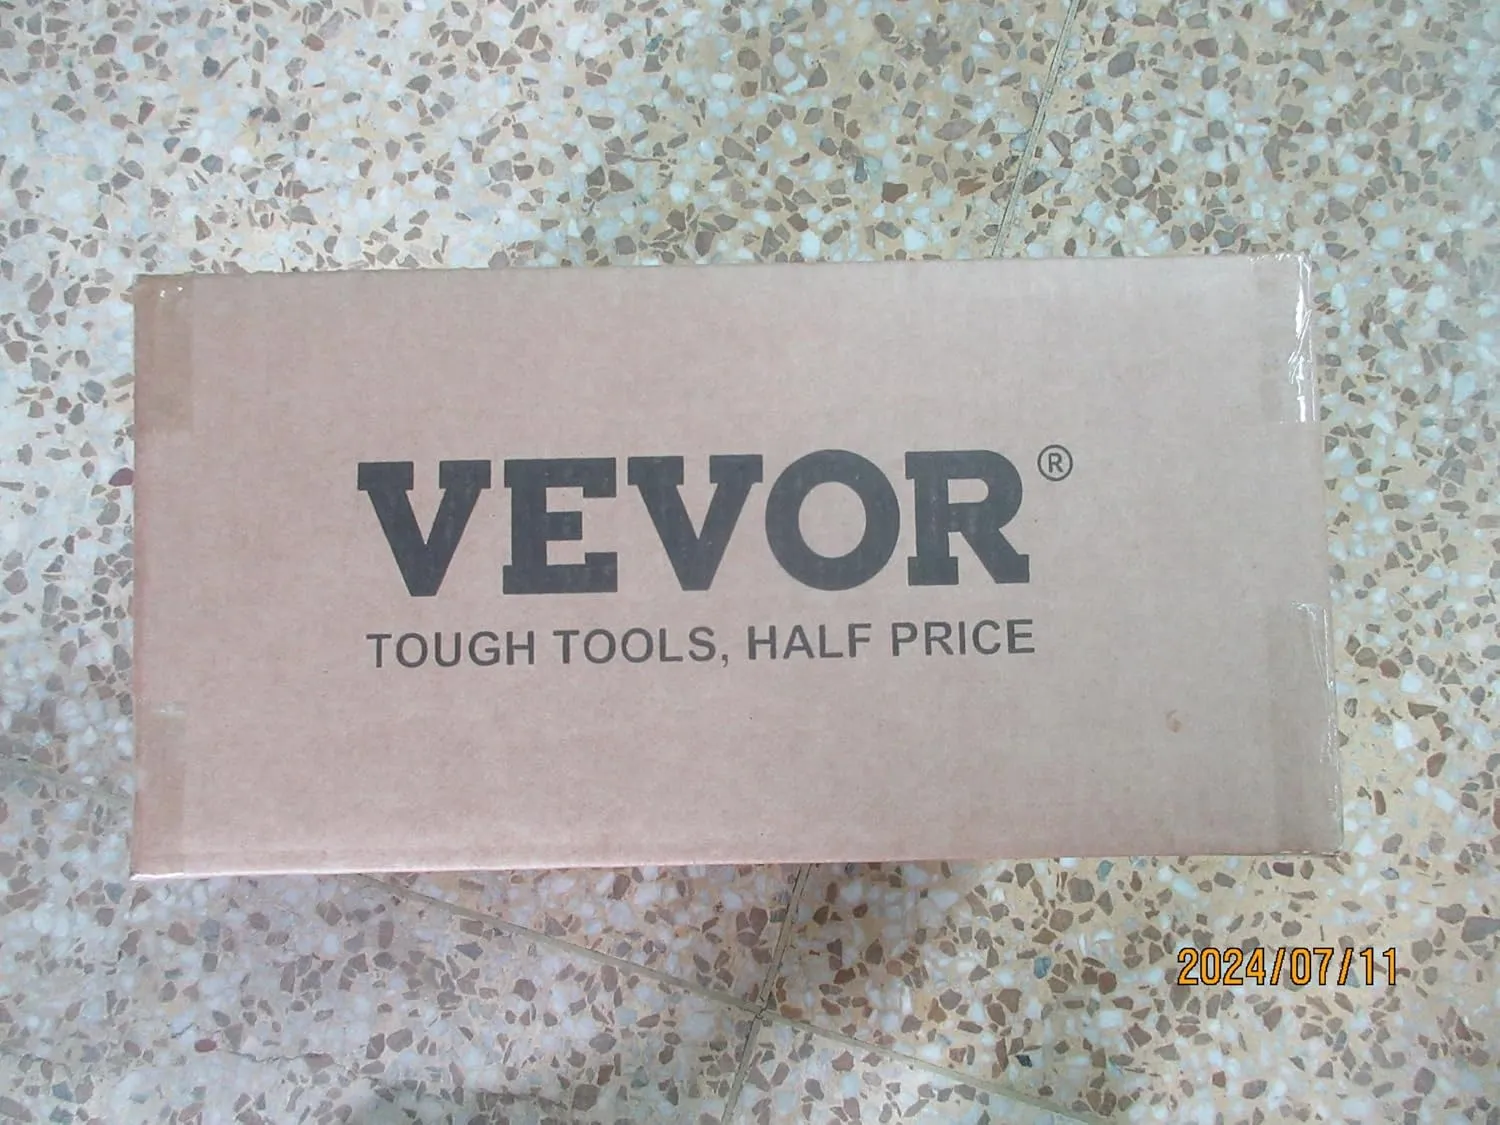 VEVOR®
TOUGH TOOLS, HALF PRICE
2024/07/11